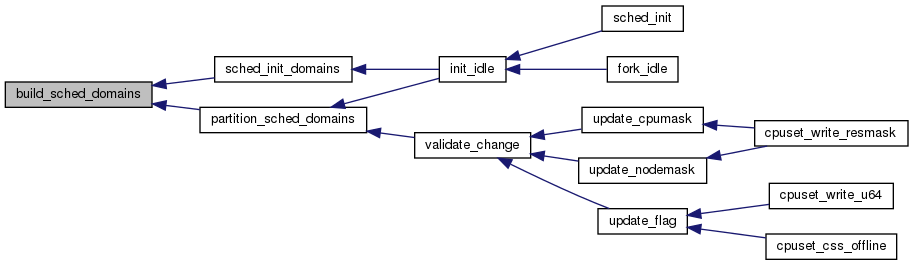 sched_init
sched_init_domains
init_idle
fork_idle
build_sched_domains
partition_sched_domains
update_cpumask
cpuset_write_resmask
validate_change
update_nodemask
cpuset_write_u64
update_flag
cpuset_css_offline